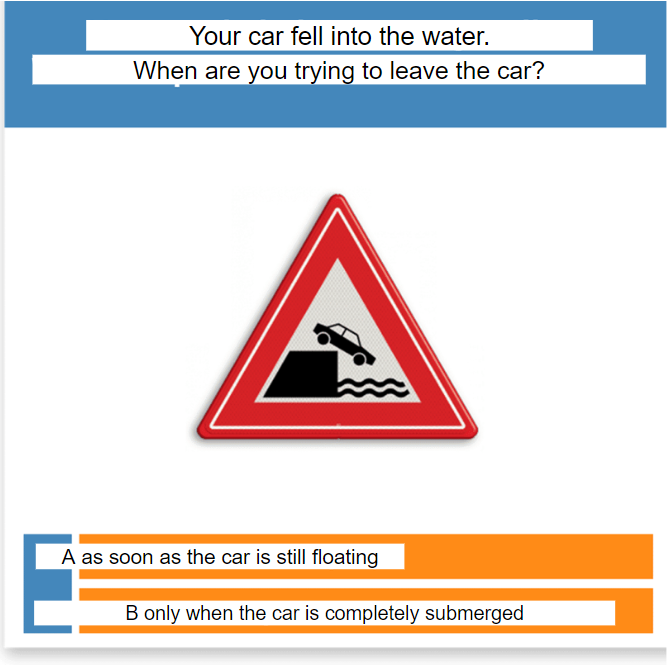 Your car fell into the water.
When are you trying to leave the car?
A as soon as the car is still floating
B only when the car is completely submerged